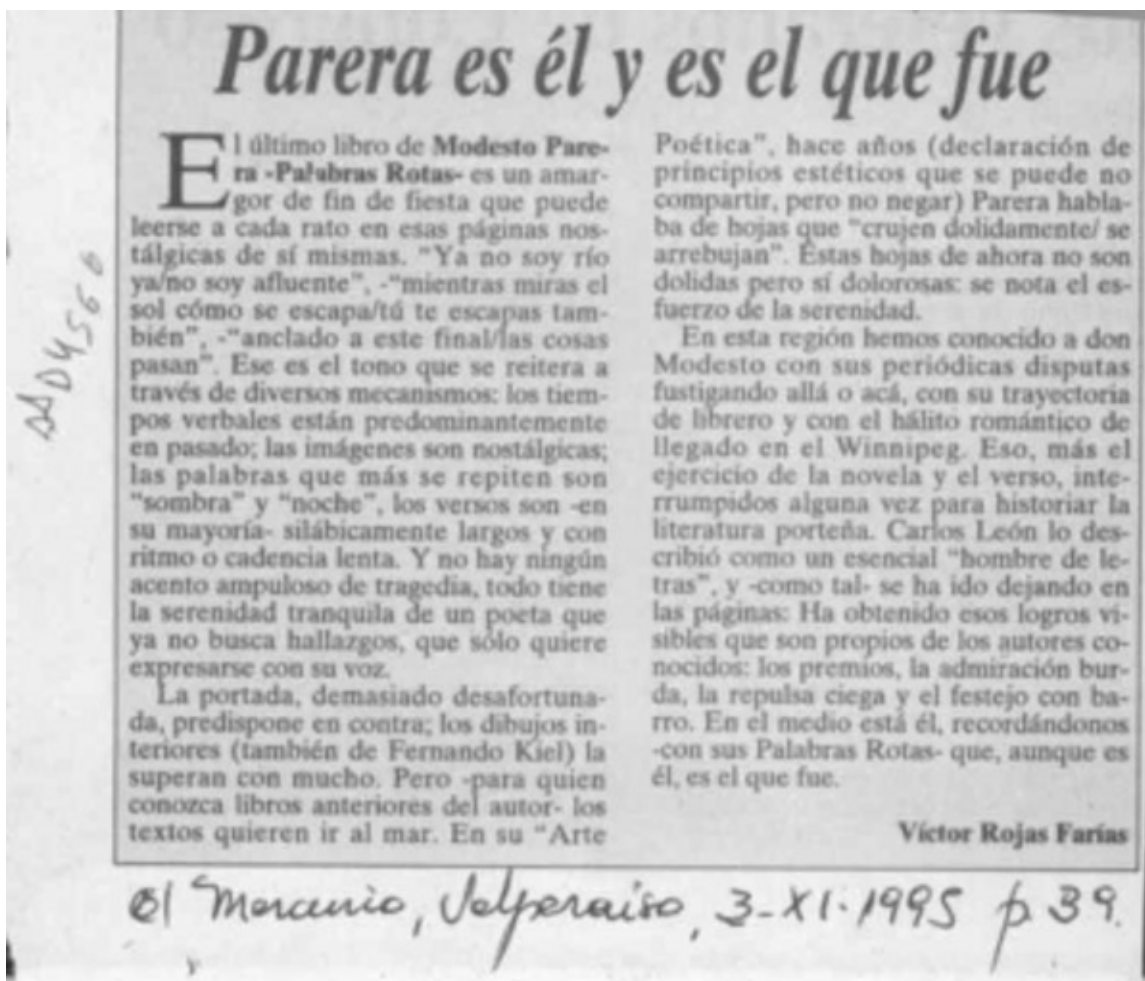 Parera es él y es el que fue
El último libro de Modesto Pare-
ra -Palabras Rotas- es un amar-
gor de fin de fiesta que puede
leerse a cada rato en esas páginas nos-
tálgicas de sí mismas. "Ya no soy río
ya/no soy afluente", -"mientras miras el
sol cómo se escapa/tú te escapas tam-
bién", -"anclado a este final/las cosas
pasan". Ese es el tono que se reitera a
través de diversos mecanismos: los tiem-
pos verbales están predominantemente
en pasado; las imágenes son nostálgicas;
las palabras que más se repiten son
"sombra" y "noche", los versos son -en
su mayoría- silábicamente largos y con
ritmo o cadencia lenta. Y no hay ningún
acento ampuloso de tragedia, todo tiene
la serenidad tranquila de un poeta que
ya no busca hallazgos, que sólo quiere
expresarse con su voz.
La portada, demasiado desafortuna-
da, predispone en contra; los dibujos in-
teriores (también de Fernando Kiel) la
superan con mucho. Pero -para quien
conozca libros anteriores del autor- los
textos quieren ir al mar. En su "Arte
Poética", hace años (declaración de
principios estéticos que se puede no
compartir, pero no negar) Parera habla-
ba de hojas que "crujen dolidamente/ se
arrebujan". Estas hojas de ahora no son
dolidas pero sí dolorosas: se nota el es-
fuerzo de la serenidad.
En esta región hemos conocido a don
Modesto con sus periódicas disputas
fustigando allá o acá, con su trayectoria
de librero y con el hálito romántico de
llegado en el Winnipeg. Eso, más el
ejercicio de la novela y el verso, inte-
rrumpidos alguna vez para historiar la
literatura porteña. Carlos León lo des-
cribió como un esencial "hombre de le-
tras", y -como tal- se ha ido dejando en
las páginas: Ha obtenido esos logros vi-
sibles que son propios de los autores co-
nocidos: los premios, la admiración bur-
da, la repulsa ciega y el festejo con ba-
rro. En el medio está él, recordándonos
-con sus Palabras Rotas- que, aunque es
él, es el que fue.
Víctor Rojas Farías
el Mercurio, Valparaíso, 3-XI-1995 p 39.